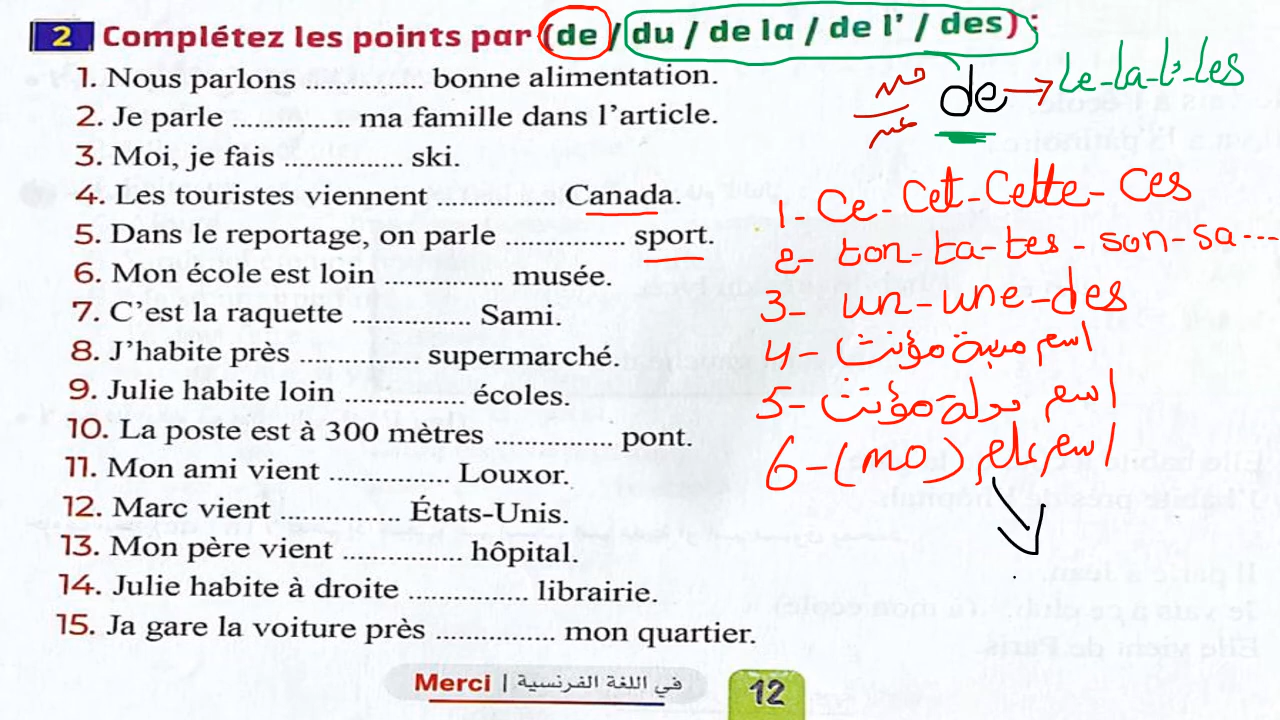 2 Complétez les points par (de / du / de la / de l' / des) :
1. Nous parlons ............... bonne alimentation.
2. Je parle ............... ma famille dans l'article.
3. Moi, je fais ............... ski.
4. Les touristes viennent ............... Canada.
5. Dans le reportage, on parle ............... sport.
6. Mon école est loin ............... musée.
7. C'est la raquette ............... Sami.
8. J'habite près ............... supermarché.
9. Julie habite loin ............... écoles.
10. La poste est à 300 mètres ............... pont.
11. Mon ami vient ............... Louxor.
12. Marc vient ............... États-Unis.
13. Mon père vient ............... hôpital.
14. Julie habite à droite ............... librairie.
15. Ja gare la voiture près ............... mon quartier.
Merci | في اللغة الفرنسية
12
من
عن
de → le-la-l'-les
1- Ce-Cet-Cette-Ces
2- ton-ta-tes-son-sa...
3- un-une-des
4- اسم مدينة مؤنث
5- اسم دولة مؤنث
6- اسم علم (mo)